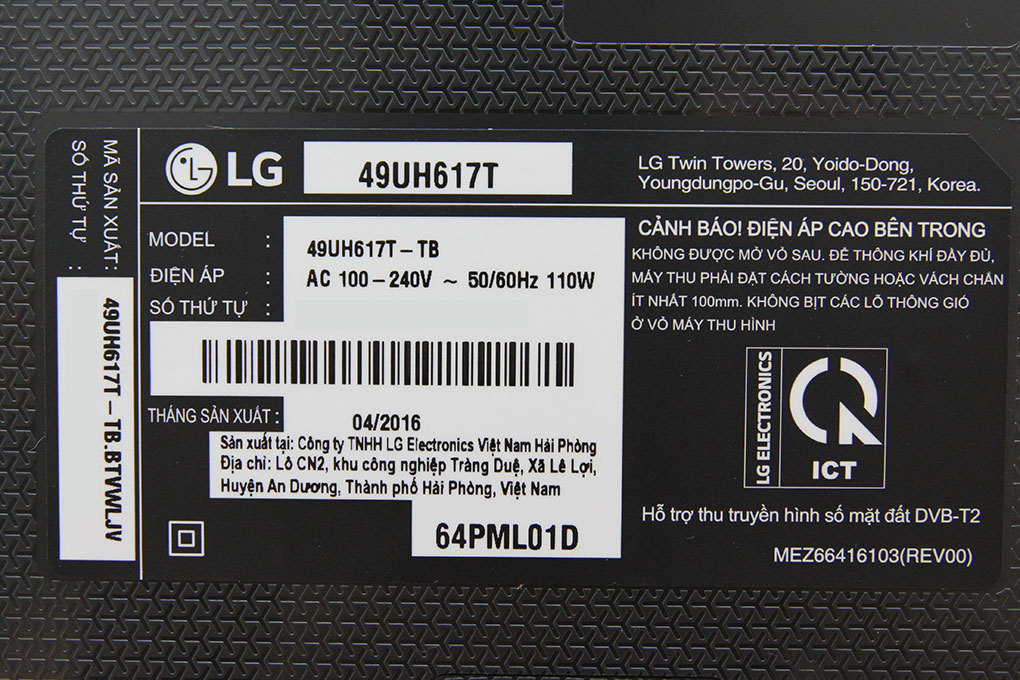 MÃ SẢN XUẤT:
SỐ THỨ TỰ :
49UH617T-TB.BTVWLJV
LG
49UH617T
LG Twin Towers, 20, Yoido-Dong,
Youngdungpo-Gu, Seoul, 150-721, Korea.
MODEL : 49UH617T-TB
ĐIỆN ÁP : AC 100-240V ~ 50/60Hz 110W
SỐ THỨ TỰ :
THÁNG SẢN XUẤT : 04/2016
Sản xuất tại: Công ty TNHH LG Electronics Việt Nam Hải Phòng
Địa chỉ: Lô CN2, khu công nghiệp Tràng Duệ, Xã Lê Lợi,
Huyện An Dương, Thành phố Hải Phòng, Việt Nam
64PML01D
CẢNH BÁO! ĐIỆN ÁP CAO BÊN TRONG
KHÔNG ĐƯỢC MỞ VỎ SAU. ĐỂ THÔNG KHÍ ĐẦY ĐỦ,
MÁY THU PHẢI ĐẶT CÁCH TƯỜNG HOẶC VÁCH CHẮN
ÍT NHẤT 100mm. KHÔNG BỊT CÁC LỖ THÔNG GIÓ
Ở VỎ MÁY THU HÌNH
LG ELECTRONICS
ICT
Hỗ trợ thu truyền hình số mặt đất DVB-T2
MEZ66416103(REV00)